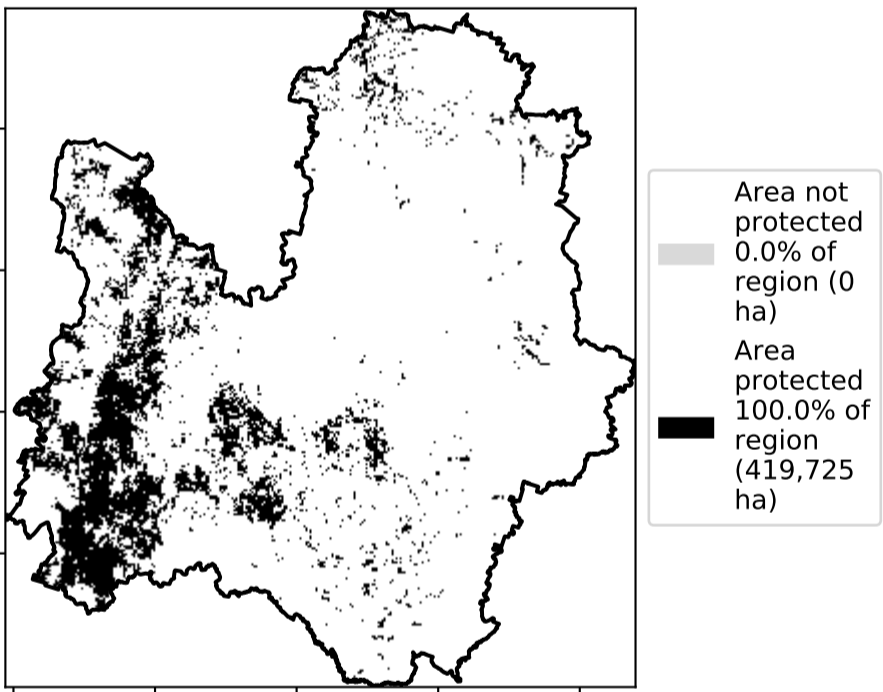 Area not
protected
0.0% of
region (0
ha)
Area
protected
100.0% of
region
(419,725
ha)